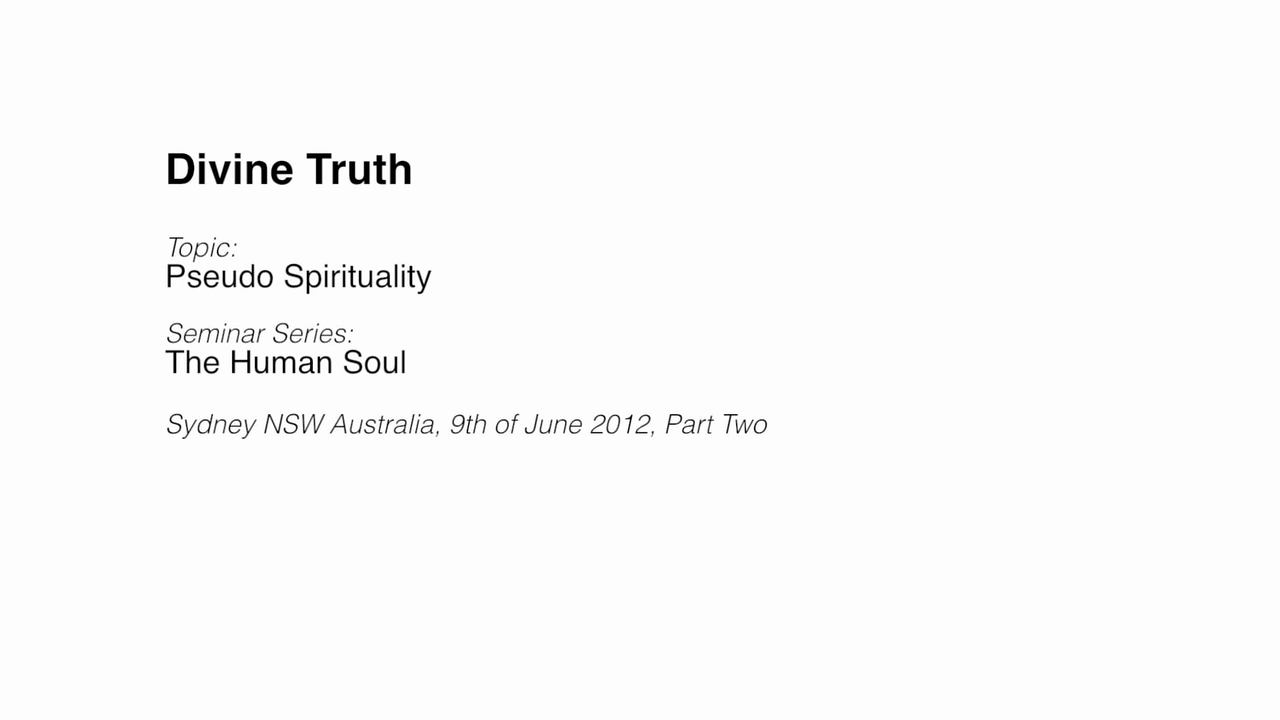 Divine Truth
Topic:
Pseudo Spirituality
Seminar Series:
The Human Soul
Sydney NSW Australia, 9th of June 2012, Part Two